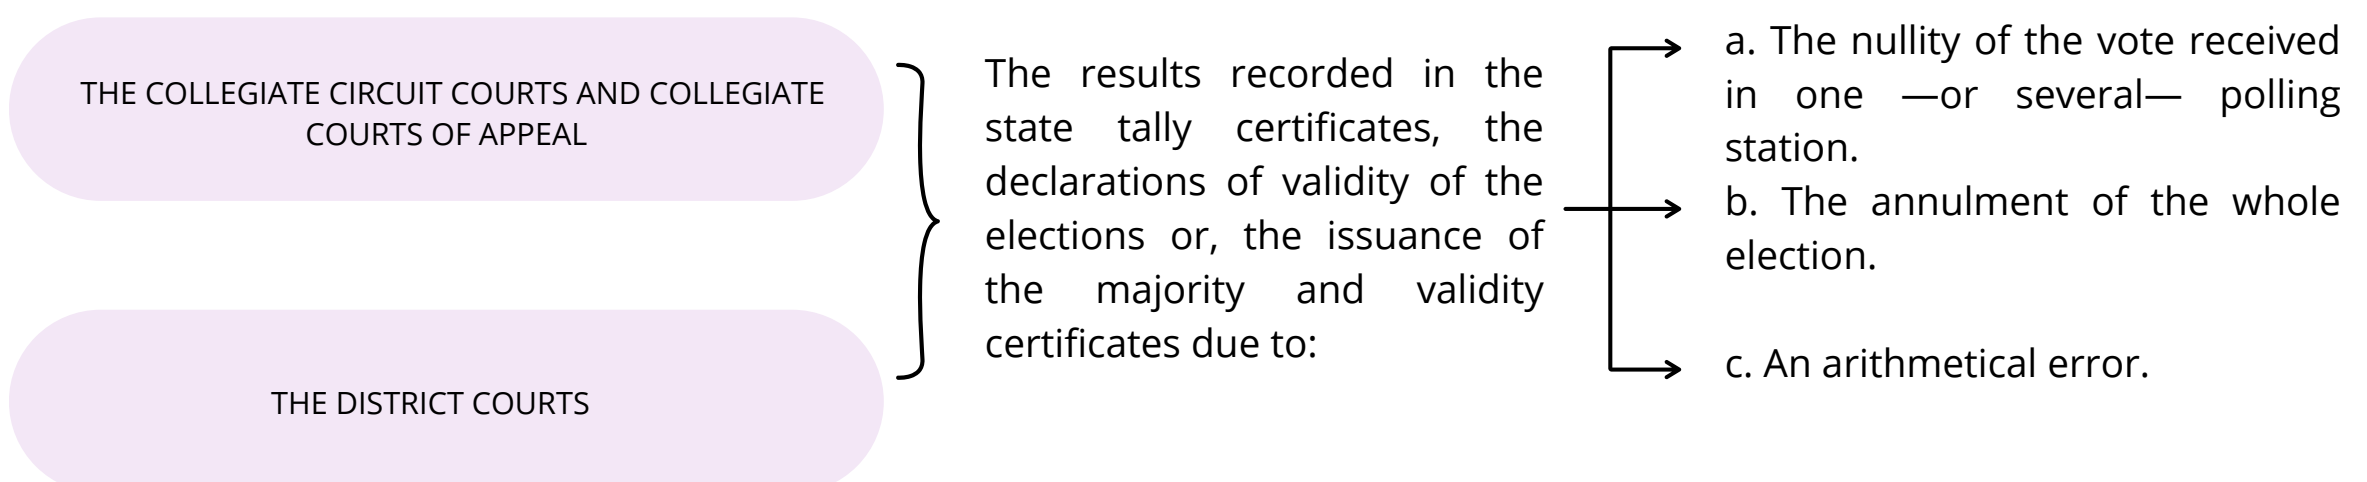 THE COLLEGIATE CIRCUIT COURTS AND COLLEGIATE
COURTS OF APPEAL
THE DISTRICT COURTS
The results recorded in the
state tally certificates, the
declarations of validity of the
elections or, the issuance of
the majority and validity
certificates due to:
a. The nullity of the vote received
in one —or several— polling
station.
b. The annulment of the whole
election.
c. An arithmetical error.